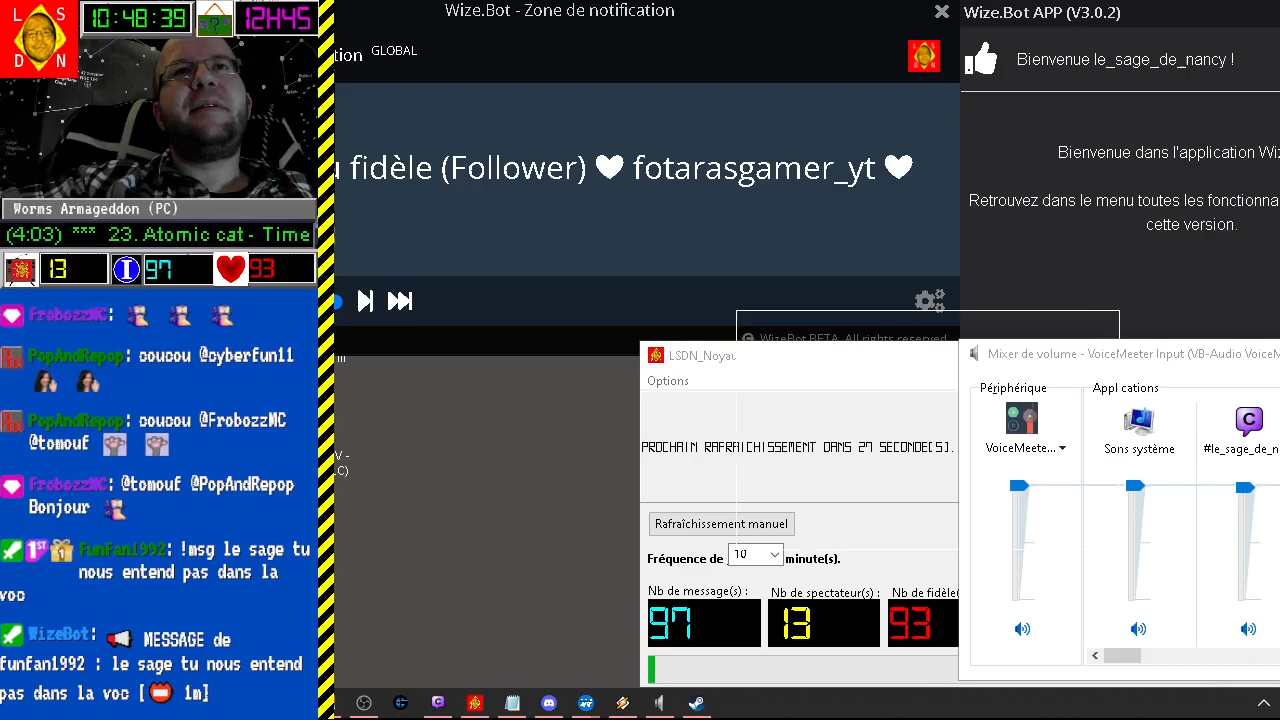 L S
D N
10:48:39
?
12H45
Worms Armageddon (PC)
(4:03) *** 23. Atomic cat - Time
13
I
97
93
FrobozzMC:
PopAndRepop: coucou @cyberfun11
PopAndRepop: coucou @FrobozzMC
@tomouf
FrobozzMC: @tomouf @PopAndRepop
Bonjour
1ST 1 FunFan1992: !msg le sage tu
nous entend pas dans la
voc
WizeBot: MESSAGE de
funfan1992 : le sage tu nous entend
pas dans la voc [ 1m]
Wize.Bot - Zone de notification
tion GLOBAL
L S
D N
u fidèle (Follower) ♥ fotarasgamer_yt ♥
WizeBOT BETA. All rights reserved
V -
C)
Wize.Bot APP (V3.0.2)
Bienvenue le_sage_de_nancy !
Bienvenue dans l'application Wiz
Retrouvez dans le menu toutes les fonctionna
cette version.
LSDN_Noyau
Options
PROCHAIN RAFRAICHISSEMENT DANS 27 SECONDE(S).
Rafraîchissement manuel
Fréquence de 10 minute(s).
Nb de message(s) :
Nb de spectateur(s) :
Nb de fidèle(
97
13
93
Mixer de volume - VoiceMeeter Input (VB-Audio VoiceM
Périphérique
Appl cations
VoiceMeete...
Sons système
#le_sage_de_n